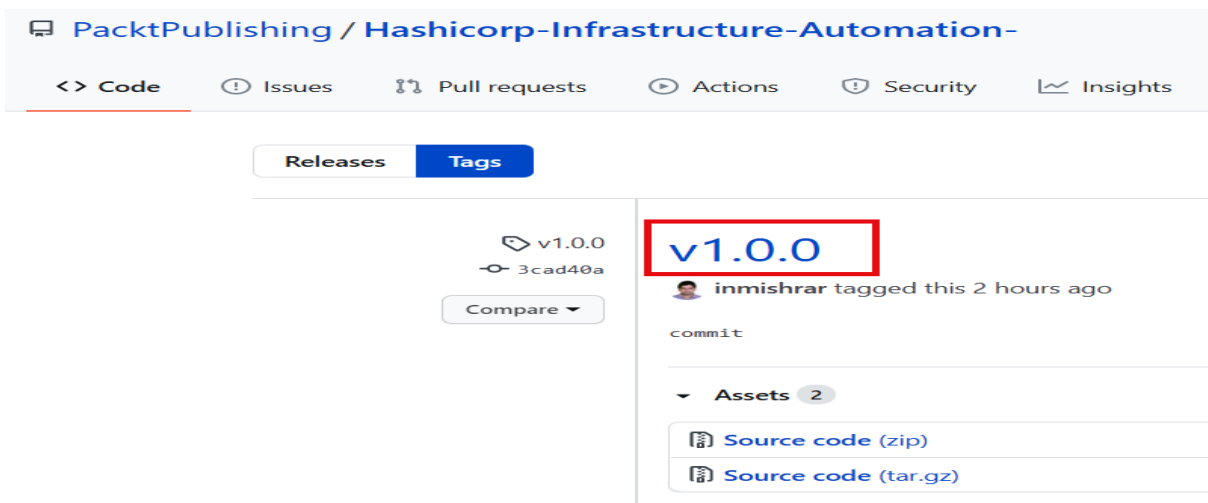 PacktPublishing / Hashicorp-Infrastructure-Automation-
<> Code Issues Pull requests Actions Security Insights
Releases Tags
v1.0.0
3cad40a
Compare
v1.0.0
inmishrar tagged this 2 hours ago
commit
Assets 2
Source code (zip)
Source code (tar.gz)